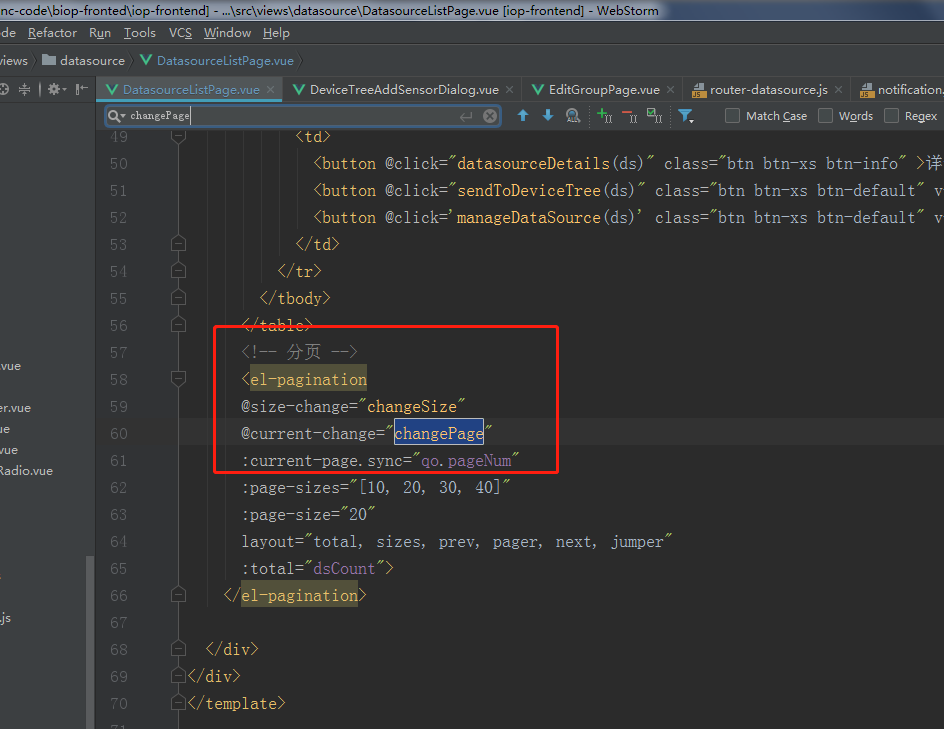 nc-code\biop-fronted\iop-frontend] - ...\src\views\datasource\DatasourceListPage.vue [iop-frontend] - WebStorm
de Refactor Run Tools VCS Window Help
views datasource DatasourceListPage.vue
DatasourceListPage.vue DeviceTreeAddSensorDialog.vue EditGroupPage.vue router-datasource.js notification.
changePage Match Case Words Regex
49 <td>
50 <button @click="datasourceDetails(ds)" class="btn btn-xs btn-info" >详
51 <button @click="sendToDeviceTree(ds)" class="btn btn-xs btn-default" v
52 <button @click='manageDataSource(ds)' class="btn btn-xs btn-default" v
53 </td>
54 </tr>
55 </tbody>
56 </table>
57 <!-- 分页 -->
58 <el-pagination
59 @size-change="changeSize"
60 @current-change="changePage"
61 :current-page.sync="qo.pageNum"
62 :page-sizes="[10, 20, 30, 40]"
63 :page-size="20"
64 layout="total, sizes, prev, pager, next, jumper"
65 :total="dsCount">
66 </el-pagination>
67
68 </div>
69 </div>
70 </template>
71
.vue
er.vue
ue
vue
Radio.vue
.js